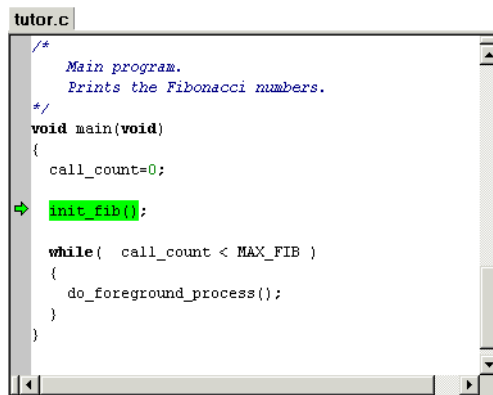 tutor.c
/*
Main program.
Prints the Fibonacci numbers.
*/
void main(void)
{
call_count=0;
init_fib();
while( call_count < MAX_FIB )
{
do_foreground_process();
}
}